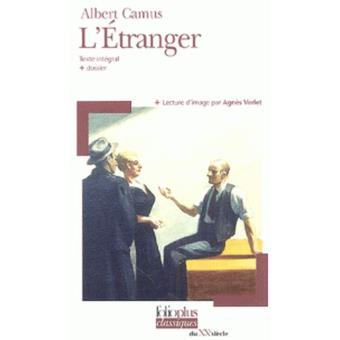 Albert Camus
L'Étranger
Texte intégral
+ dossier
+ Lecture d'image par Agnès Verlet
folioplus
classiques
du XXe siècle